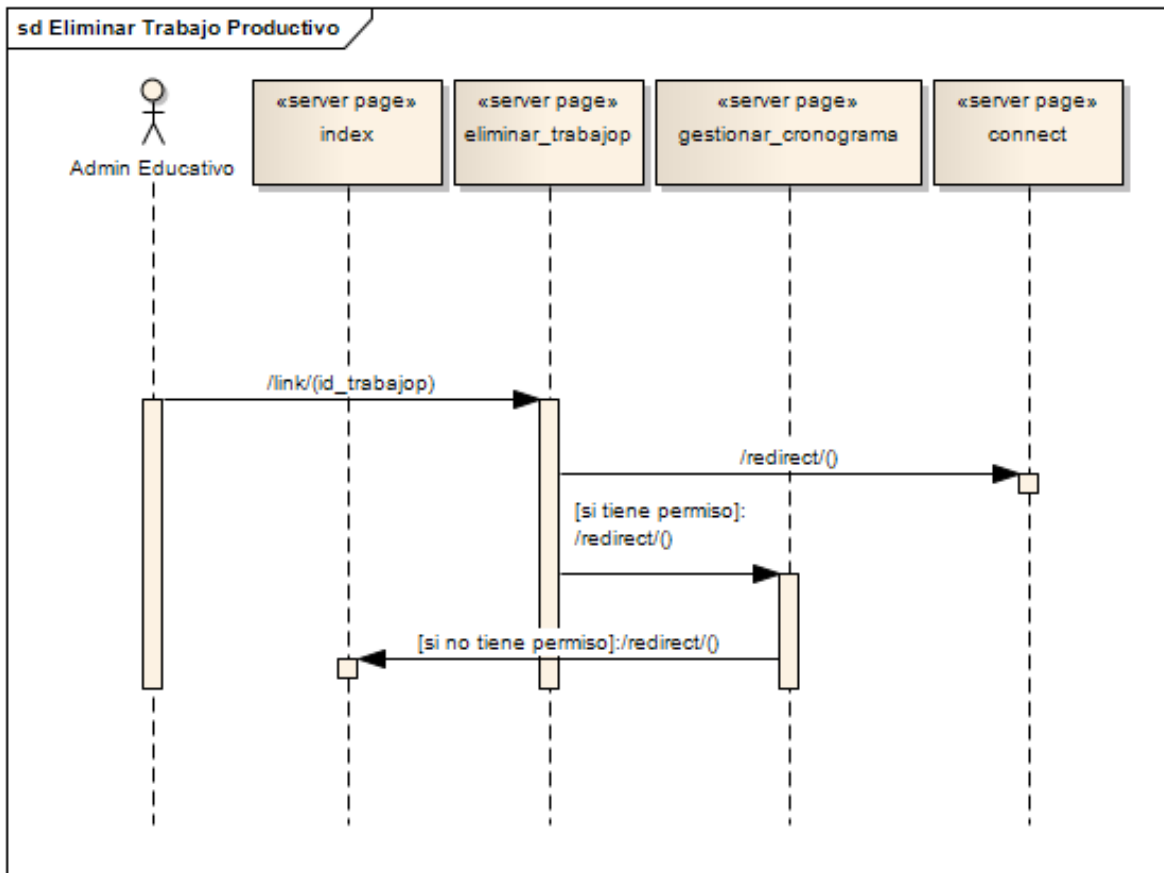 sd Eliminar Trabajo Productivo
Admin Educativo
«server page»
index
«server page»
eliminar_trabajop
«server page»
gestionar_cronograma
«server page»
connect
/link/(id_trabajop)
/redirect/()
[si tiene permiso]:
/redirect/()
[si no tiene permiso]:/redirect/()